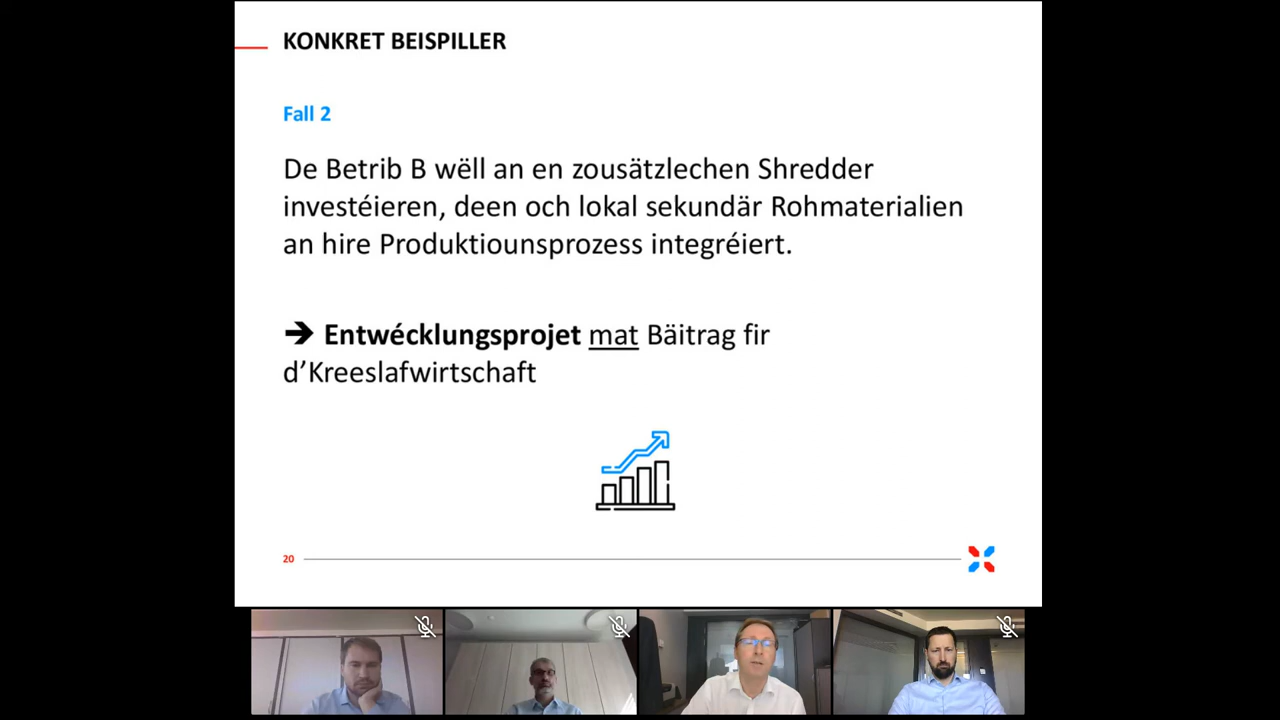 KONKRET BEISPILLER
Fall 2
De Betrib B wëll an en zousätzlechen Shredder
investéieren, deen och lokal sekundär Rohmaterialien
an hire Produktiounsprozess integréiert.
➔ Entwécklungsprojet mat Bäitrag fir
d’Kreeslafwirtschaft
20